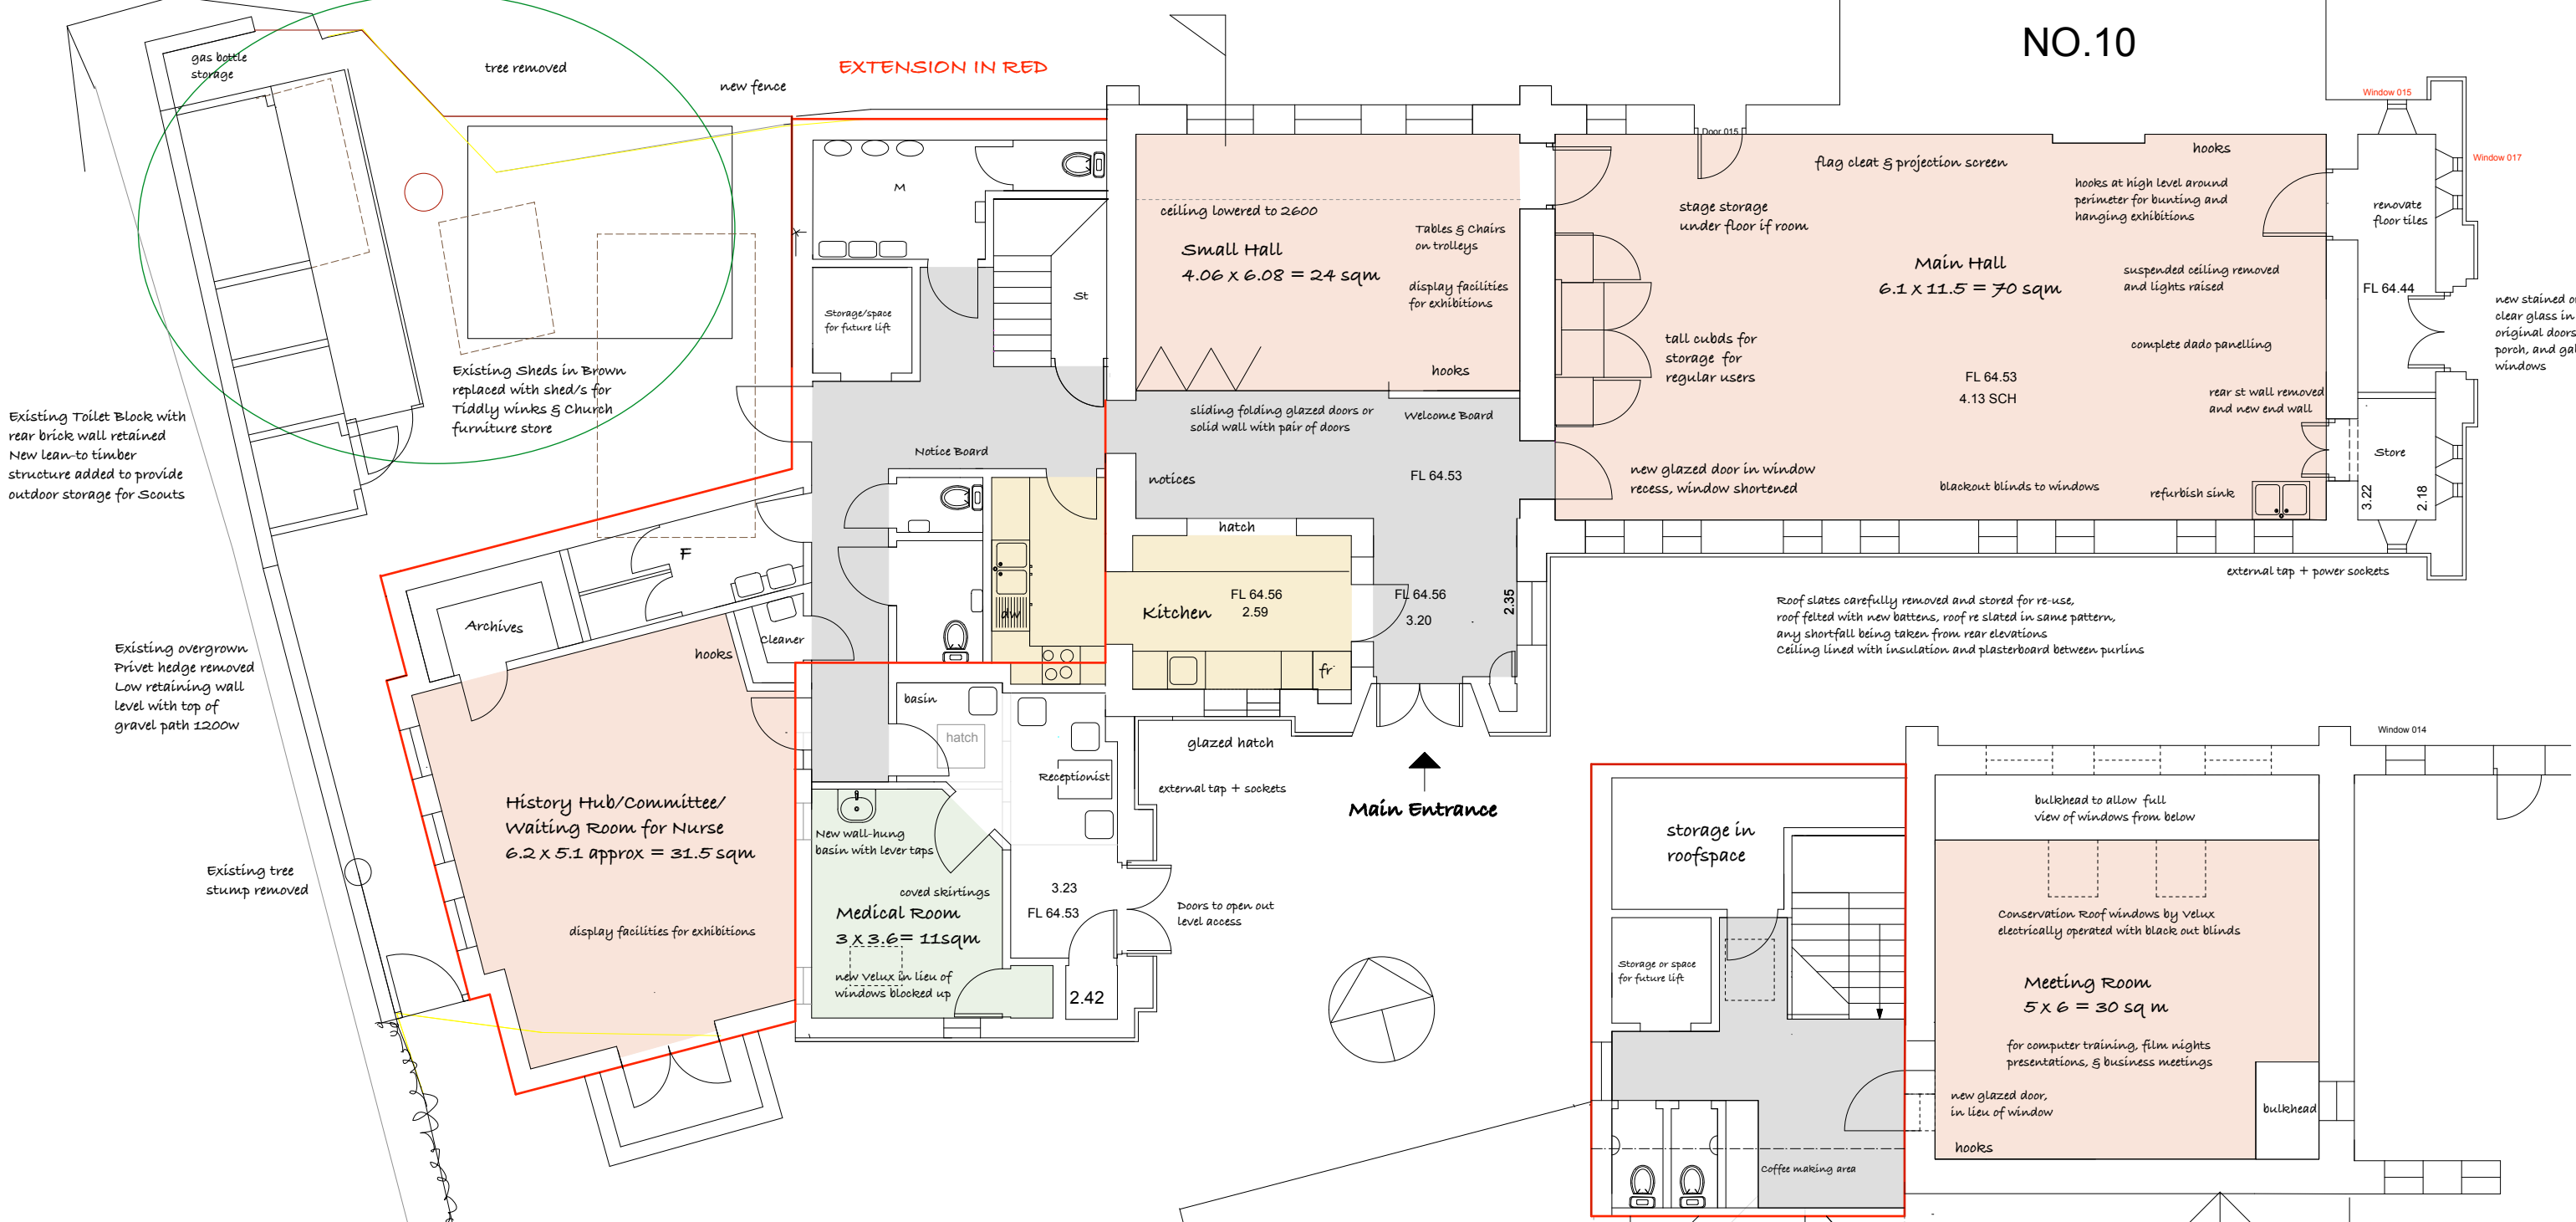 NO.10
gas bottle
storage
tree removed
new fence
EXTENSION IN RED
Window 015
Window 017
Door 015
M
St
Storage/space
for future lift
ceiling lowered to 2600
Small Hall
4.06 x 6.08 = 24 sqm
Tables & Chairs
on trolleys
display facilities
for exhibitions
hooks
flag cleat & projection screen
hooks
hooks at high level around
perimeter for bunting and
hanging exhibitions
stage storage
under floor if room
Main Hall
6.1 x 11.5 = 70 sqm
suspended ceiling removed
and lights raised
complete dado panelling
FL 64.53
4.13 SCH
tall cubds for
storage for
regular users
rear st wall removed
and new end wall
renovate
floor tiles
FL 64.44
new stained o
clear glass in
original doors
porch, and ga
windows
Store
3.22
2.18
new glazed door in window
recess, window shortened
blackout blinds to windows
refurbish sink
external tap + power sockets
Existing Sheds in Brown
replaced with shed/s for
Tiddly winks & Church
furniture store
Existing Toilet Block with
rear brick wall retained
New lean-to timber
structure added to provide
outdoor storage for Scouts
Notice Board
sliding folding glazed doors or
solid wall with pair of doors
Welcome Board
notices
FL 64.53
hatch
F
Archives
Cleaner
hooks
dw
Kitchen
FL 64.56
2.59
FL 64.56
3.20
2.35
fr
Roof slates carefully removed and stored for re-use,
roof felted with new battens, roof re slated in same pattern,
any shortfall being taken from rear elevations
Ceiling lined with insulation and plasterboard between purlins
Existing overgrown
Privet hedge removed
Low retaining wall
level with top of
gravel path 1200w
basin
hatch
Receptionist
glazed hatch
external tap + sockets
Main Entrance
History Hub/Committee/
Waiting Room for Nurse
6.2 x 5.1 approx = 31.5 sqm
display facilities for exhibitions
Existing tree
stump removed
New wall-hung
basin with lever taps
coved skirtings
Medical Room
3 x 3.6= 11sqm
new Velux in lieu of
windows blocked up
3.23
FL 64.53
2.42
Doors to open out
level access
Window 014
storage in
roofspace
Storage or space
for future lift
Coffee making area
bulkhead to allow full
view of windows from below
Conservation Roof windows by Velux
electrically operated with black out blinds
Meeting Room
5 x 6 = 30 sq m
for computer training, film nights
presentations, & business meetings
new glazed door,
in lieu of window
hooks
bulkhead